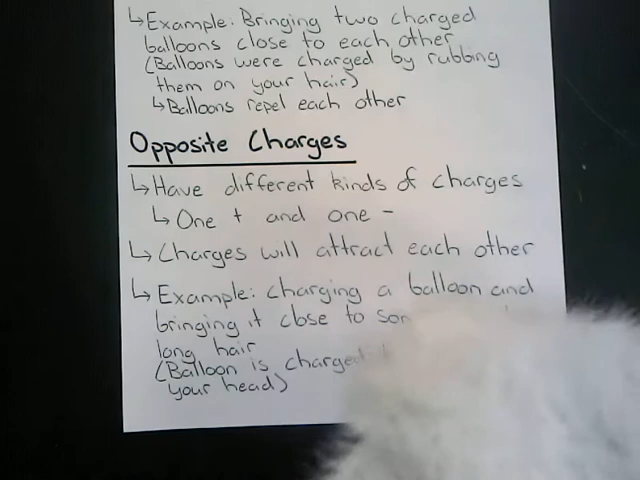 ↳Example: Bringing two charged
balloons close to each other
(Balloons were charged by rubbing
them on your hair)
↳Balloons repel each other
Opposite Charges
↳Have different kinds of charges
↳One + and one -
↳Charges will attract each other
↳Example: charging a balloon and
bringing it close to
long hair
(Balloon is charged
your head)